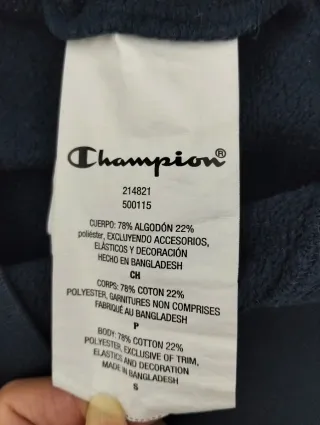 Champion®
214821
500115
CUERPO: 78% ALGODÓN 22%
poliéster, EXCLUYENDO ACCESORIOS,
ELÁSTICOS Y DECORACIÓN
HECHO EN BANGLADESH
CH
CORPS: 78% COTON 22%
POLYESTER, GARNITURES NON COMPRISES
FABRIQUÉ AU BANGLADESH
P
BODY: 78% COTTON 22%
POLYESTER, EXCLUSIVE OF TRIM,
ELASTICS AND DECORATION
MADE IN BANGLADESH
S